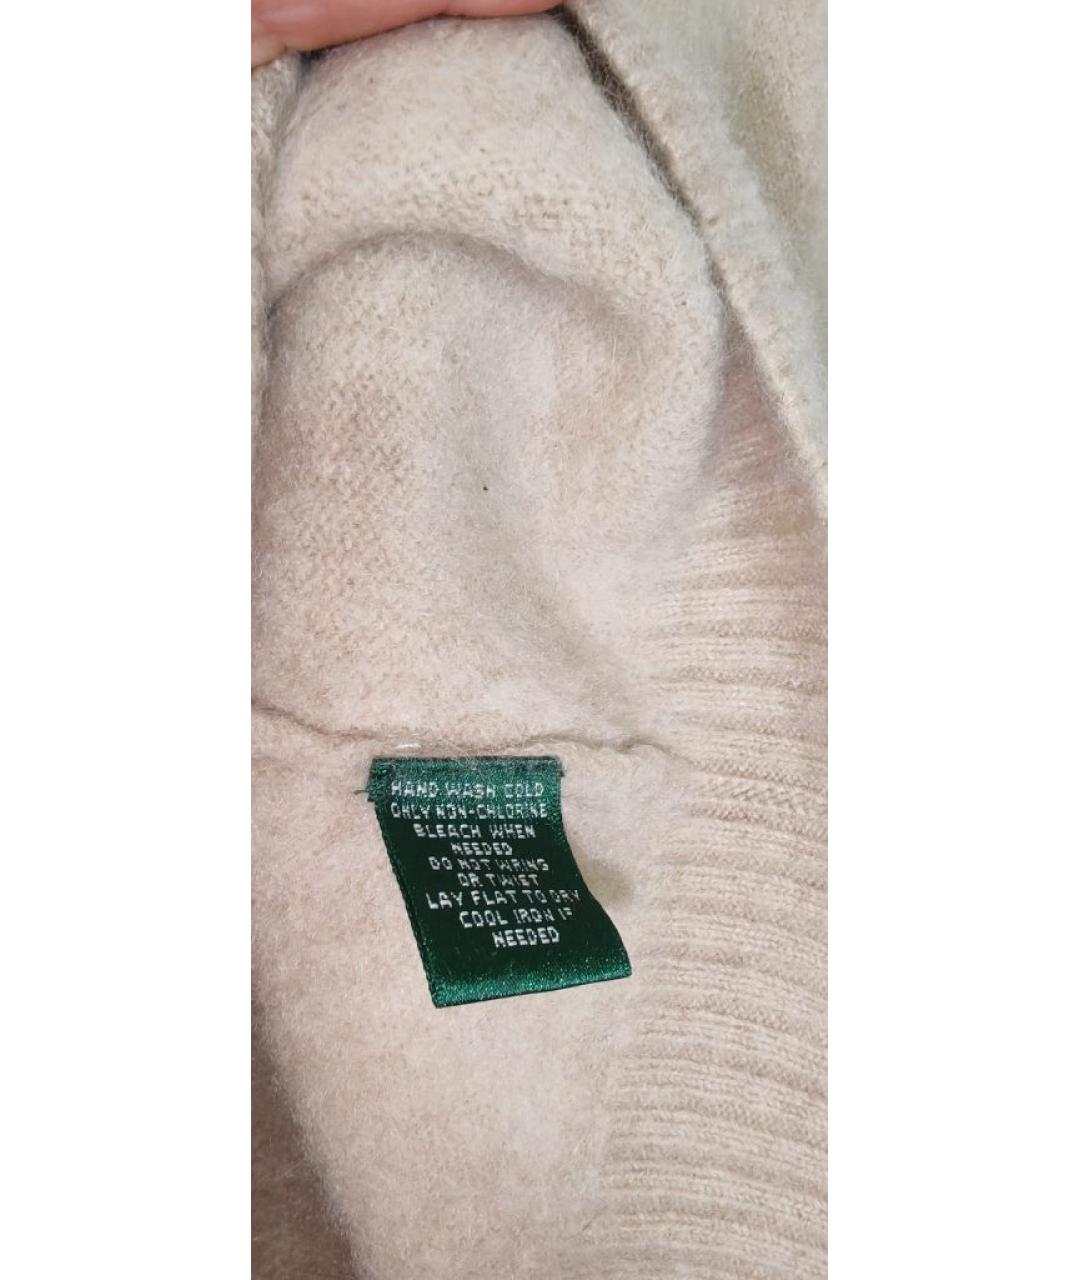 HAND WASH COLD
ONLY NON-CHLORINE
BLEACH WHEN
NEEDED
DO NOT WRING
OR TWIST
LAY FLAT TO DRY
COOL IRON IF
NEEDED